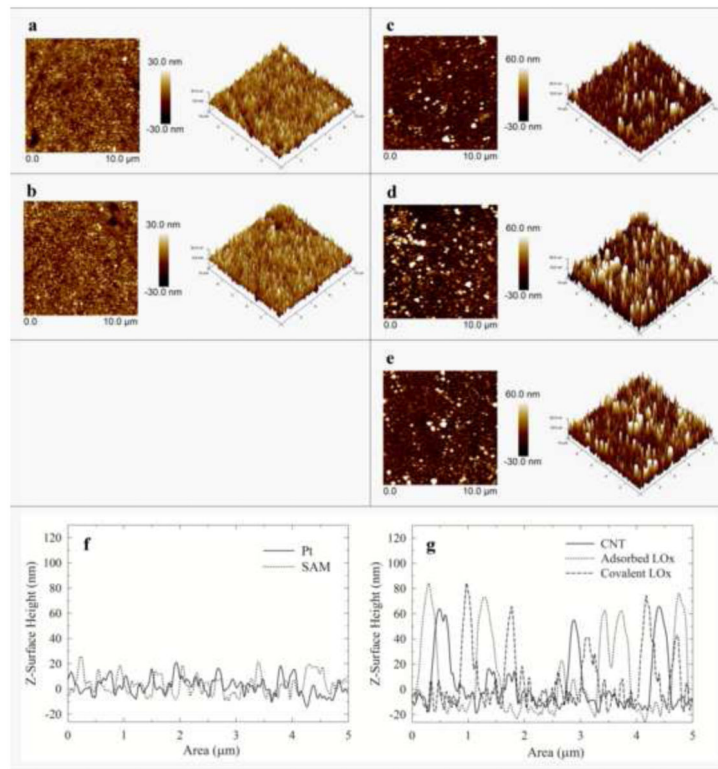 a
30.0 nm
-30.0 nm
0.0
10.0 µm
c
60.0 nm
-30.0 nm
0.0
10.0 µm
b
30.0 nm
-30.0 nm
0.0
10.0 µm
d
60.0 nm
-30.0 nm
0.0
10.0 µm
e
60.0 nm
-30.0 nm
0.0
10.0 µm
f
Pt
SAM
Z-Surface Height (nm)
120
100
80
60
40
20
0
-20
0 1 2 3 4 5
Area (µm)
g
CNT
Adsorbed LOx
Covalent LOx
Z-Surface Height (nm)
120
100
80
60
40
20
0
-20
0 1 2 3 4 5
Area (µm)